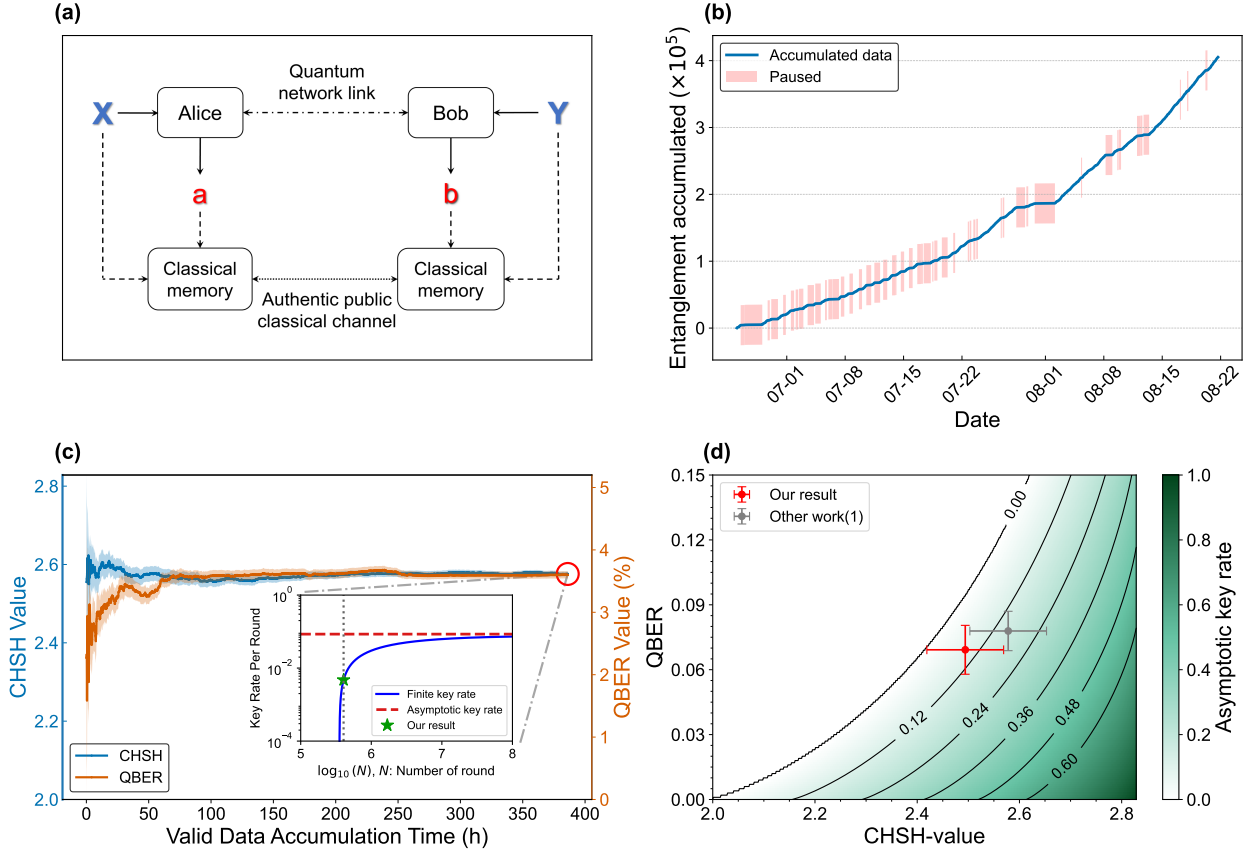 (a)
Quantum
network link
X
Alice
Bob
Y
a
b
Classical
memory
Classical
memory
Authentic public
classical channel
(b)
Entanglement accumulated (×10⁵)
4
3
2
1
0
Accumulated data
Paused
07-01
07-08
07-15
07-22
08-01
08-08
08-15
08-22
Date
(c)
CHSH Value
2.8
2.6
2.4
2.2
2.0
QBER Value (%)
5
4
3
2
1
0
CHSH
QBER
0
50
100
150
200
250
300
350
400
Valid Data Accumulation Time (h)
Key Rate Per Round
10⁰
10⁻²
10⁻⁴
Finite key rate
Asymptotic key rate
Our result
5
6
7
8
log₁₀(N), N: Number of round
(d)
QBER
0.15
0.12
0.09
0.06
0.03
0.00
Our result
Other work(1)
0.00
0.12
0.24
0.36
0.48
0.60
2.0
2.2
2.4
2.6
2.8
CHSH-value
1.0
0.8
0.6
0.4
0.2
0.0
Asymptotic key rate